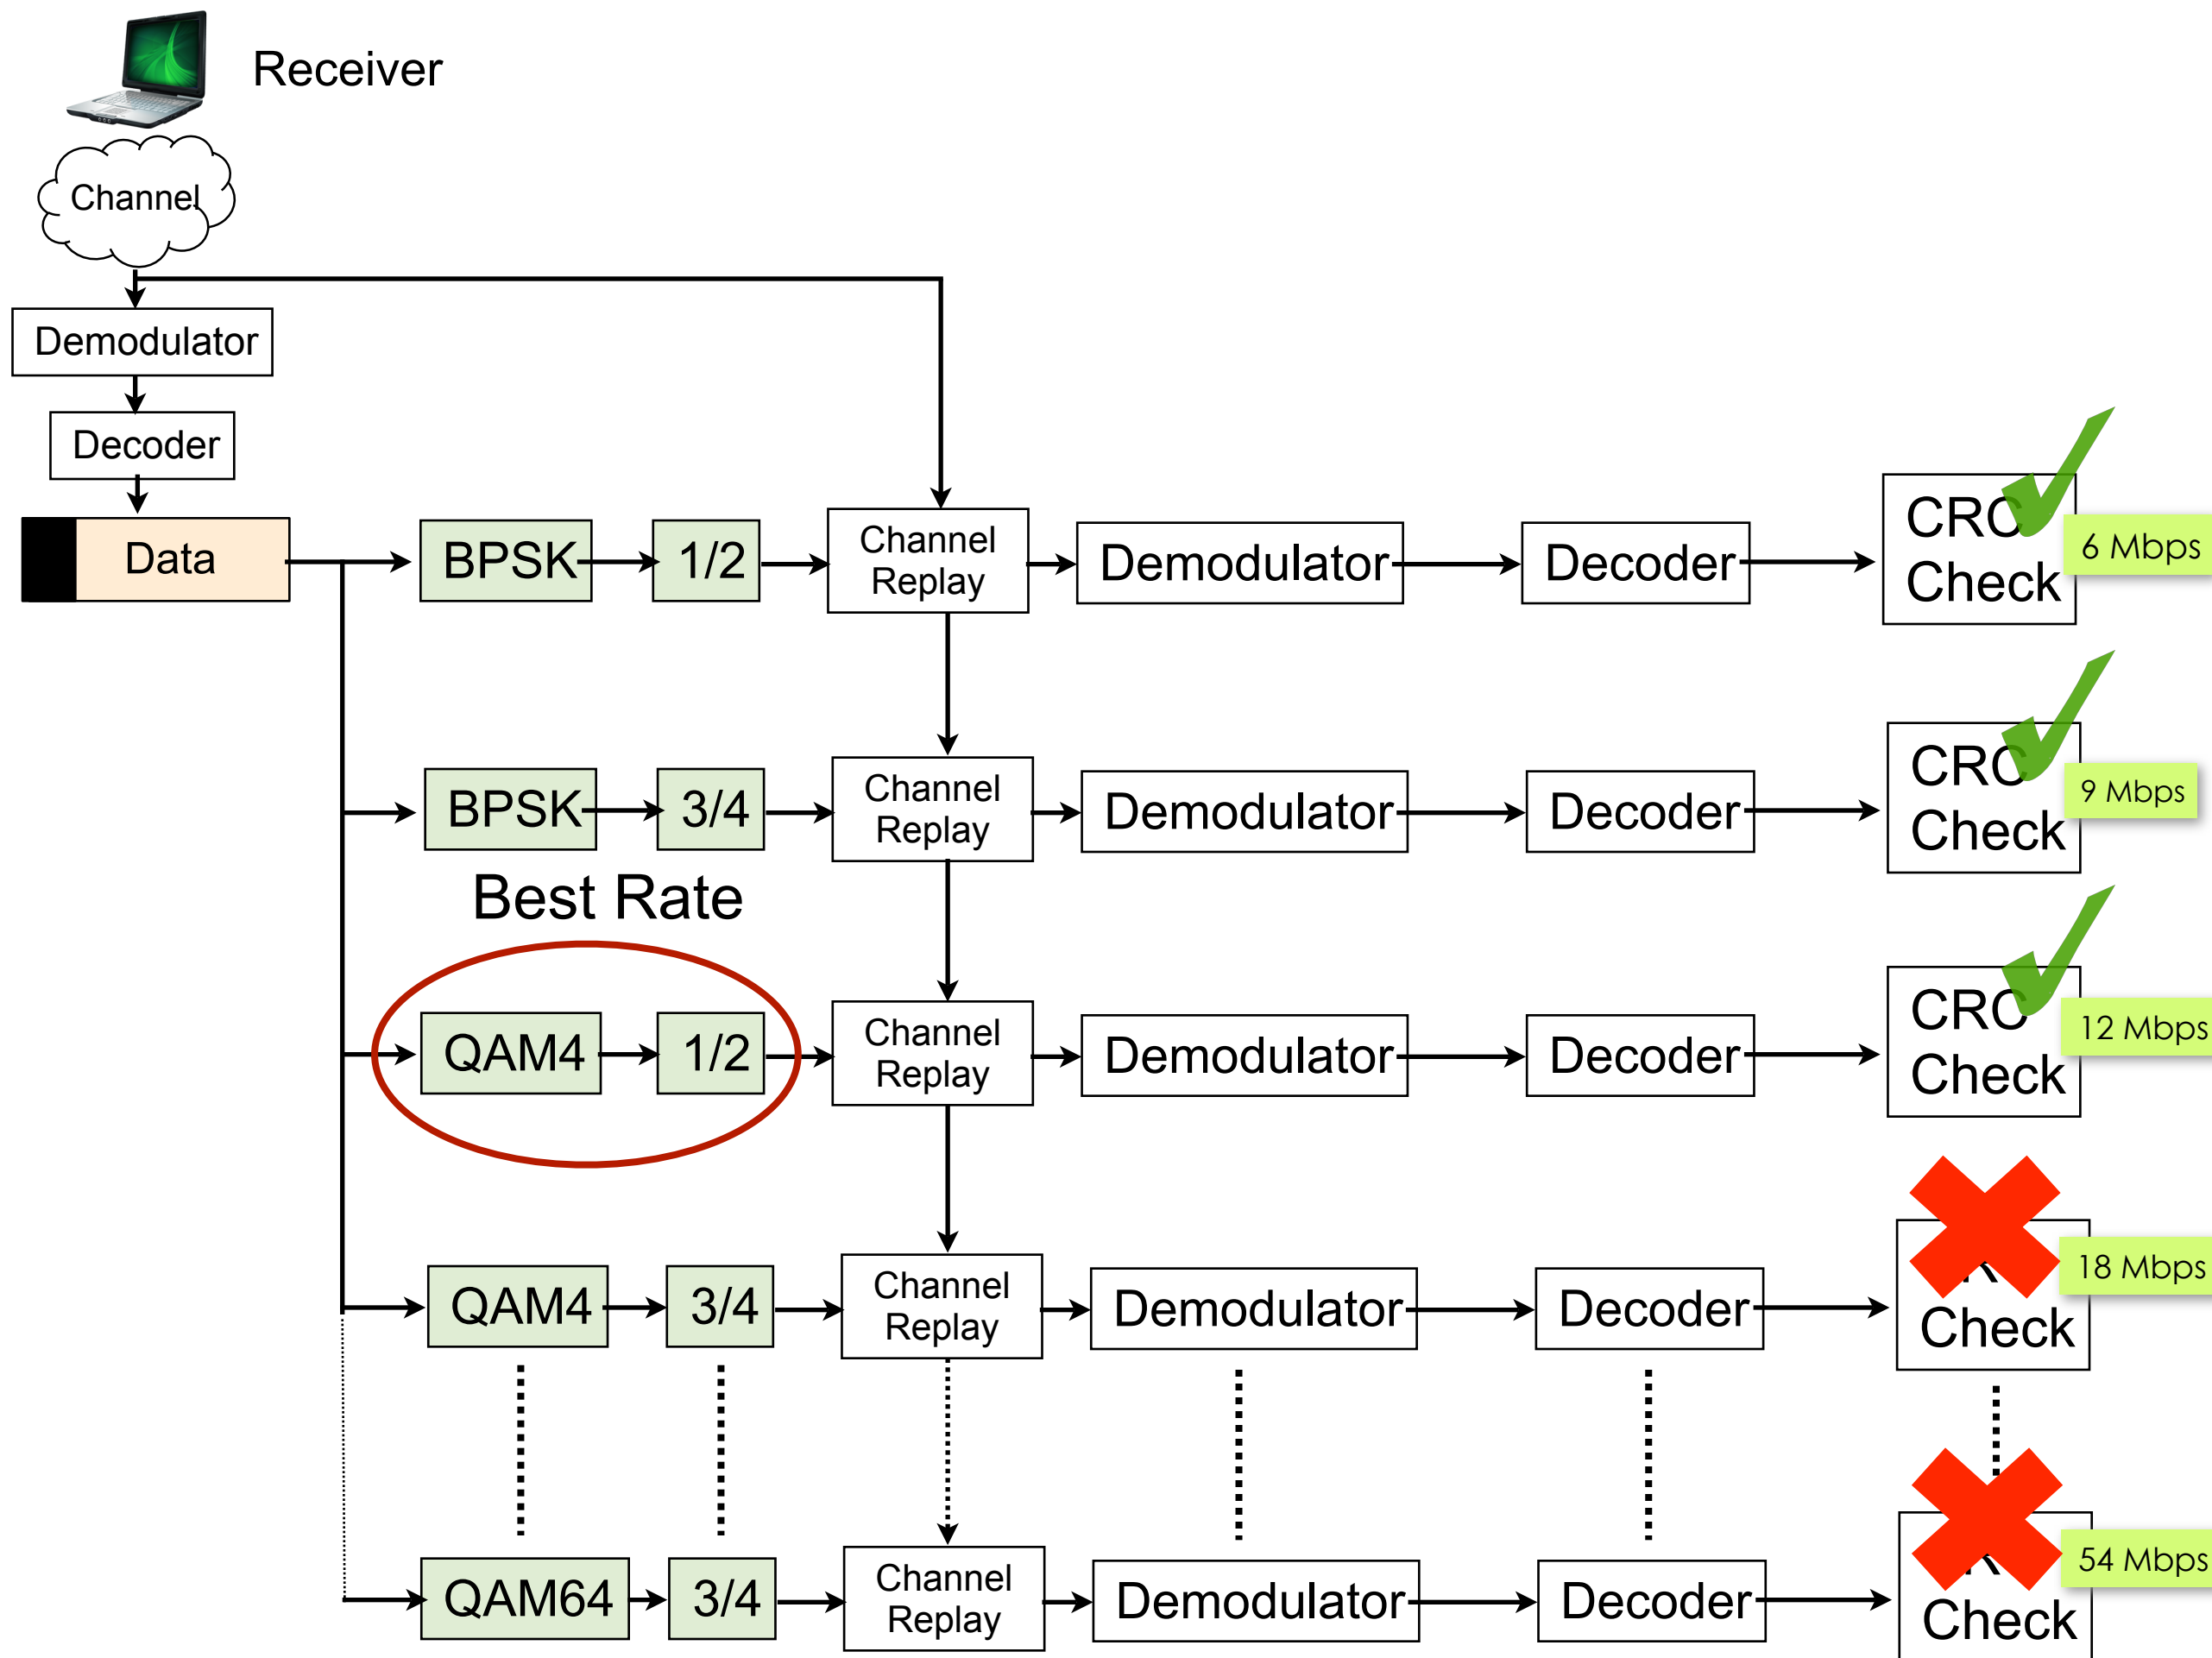 Receiver
Channel
Demodulator
Decoder
Data
BPSK
1/2
Channel
Replay
Demodulator
Decoder
CRC
Check
6 Mbps
BPSK
3/4
Channel
Replay
Demodulator
Decoder
CRC
Check
9 Mbps
Best Rate
QAM4
1/2
Channel
Replay
Demodulator
Decoder
CRC
Check
12 Mbps
QAM4
3/4
Channel
Replay
Demodulator
Decoder
Check
18 Mbps
QAM64
3/4
Channel
Replay
Demodulator
Decoder
Check
54 Mbps